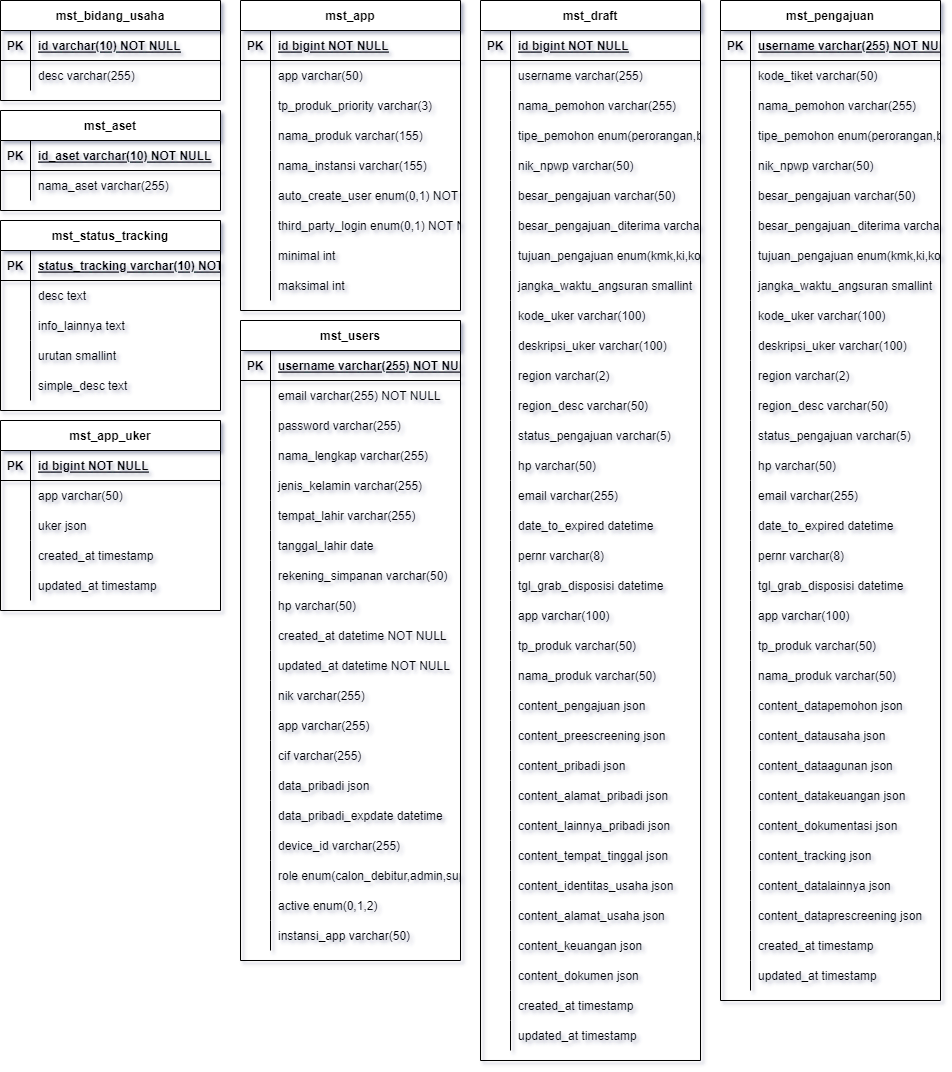 mst_bidang_usaha
PK id varchar(10) NOT NULL
desc varchar(255)
mst_aset
PK id_aset varchar(10) NOT NULL
nama_aset varchar(255)
mst_status_tracking
PK status_tracking varchar(10) NOT
desc text
info_lainnya text
urutan smallint
simple_desc text
mst_app_uker
PK id bigint NOT NULL
app varchar(50)
uker json
created_at timestamp
updated_at timestamp
mst_app
PK id bigint NOT NULL
app varchar(50)
tp_produk_priority varchar(3)
nama_produk varchar(155)
nama_instansi varchar(155)
auto_create_user enum(0,1) NOT
third_party_login enum(0,1) NOT N
minimal int
maksimal int
mst_users
PK username varchar(255) NOT NU
email varchar(255) NOT NULL
password varchar(255)
nama_lengkap varchar(255)
jenis_kelamin varchar(255)
tempat_lahir varchar(255)
tanggal_lahir date
rekening_simpanan varchar(50)
hp varchar(50)
created_at datetime NOT NULL
updated_at datetime NOT NULL
nik varchar(255)
app varchar(255)
cif varchar(255)
data_pribadi json
data_pribadi_expdate datetime
device_id varchar(255)
role enum(calon_debitur,admin,su
active enum(0,1,2)
instansi_app varchar(50)
mst_draft
PK id bigint NOT NULL
username varchar(255)
nama_pemohon varchar(255)
tipe_pemohon enum(perorangan,b
nik_npwp varchar(50)
besar_pengajuan varchar(50)
besar_pengajuan_diterima varcha
tujuan_pengajuan enum(kmk,ki,ko
jangka_waktu_angsuran smallint
kode_uker varchar(100)
deskripsi_uker varchar(100)
region varchar(2)
region_desc varchar(50)
status_pengajuan varchar(5)
hp varchar(50)
email varchar(255)
date_to_expired datetime
pernr varchar(8)
tgl_grab_disposisi datetime
app varchar(100)
tp_produk varchar(50)
nama_produk varchar(50)
content_pengajuan json
content_preescreening json
content_pribadi json
content_alamat_pribadi json
content_lainnya_pribadi json
content_tempat_tinggal json
content_identitas_usaha json
content_alamat_usaha json
content_keuangan json
content_dokumen json
created_at timestamp
updated_at timestamp
mst_pengajuan
PK username varchar(255) NOT NU
kode_tiket varchar(50)
nama_pemohon varchar(255)
tipe_pemohon enum(perorangan,b
nik_npwp varchar(50)
besar_pengajuan varchar(50)
besar_pengajuan_diterima varcha
tujuan_pengajuan enum(kmk,ki,ko
jangka_waktu_angsuran smallint
kode_uker varchar(100)
deskripsi_uker varchar(100)
region varchar(2)
region_desc varchar(50)
status_pengajuan varchar(5)
hp varchar(50)
email varchar(255)
date_to_expired datetime
pernr varchar(8)
tgl_grab_disposisi datetime
app varchar(100)
tp_produk varchar(50)
nama_produk varchar(50)
content_datapemohon json
content_datausaha json
content_dataagunan json
content_datakeuangan json
content_dokumentasi json
content_tracking json
content_datalainnya json
content_dataprescreening json
created_at timestamp
updated_at timestamp